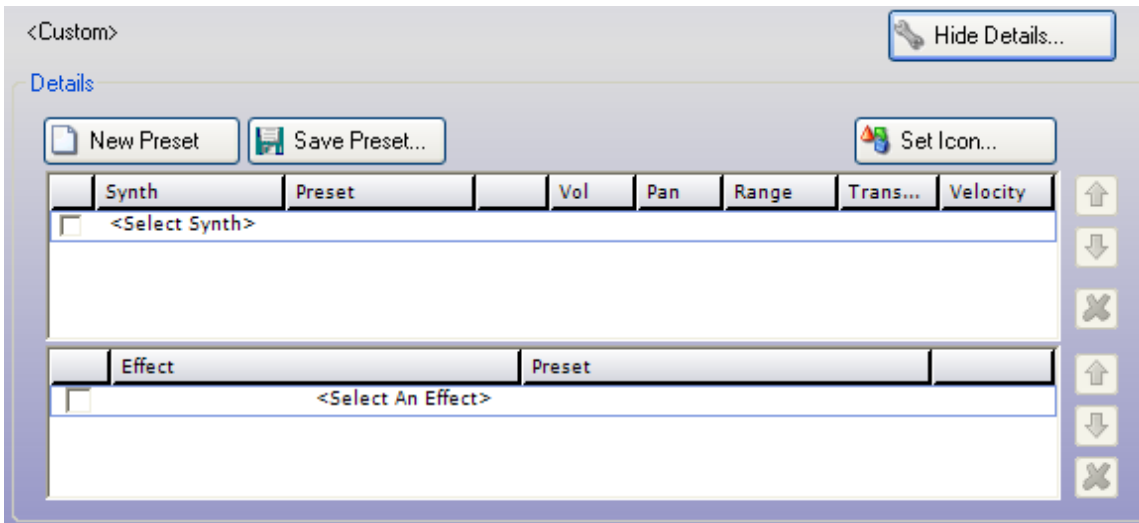 <Custom> Hide Details...
Details
New Preset Save Preset... Set Icon...
Synth Preset Vol Pan Range Trans... Velocity
<Select Synth>
Effect Preset
<Select An Effect>